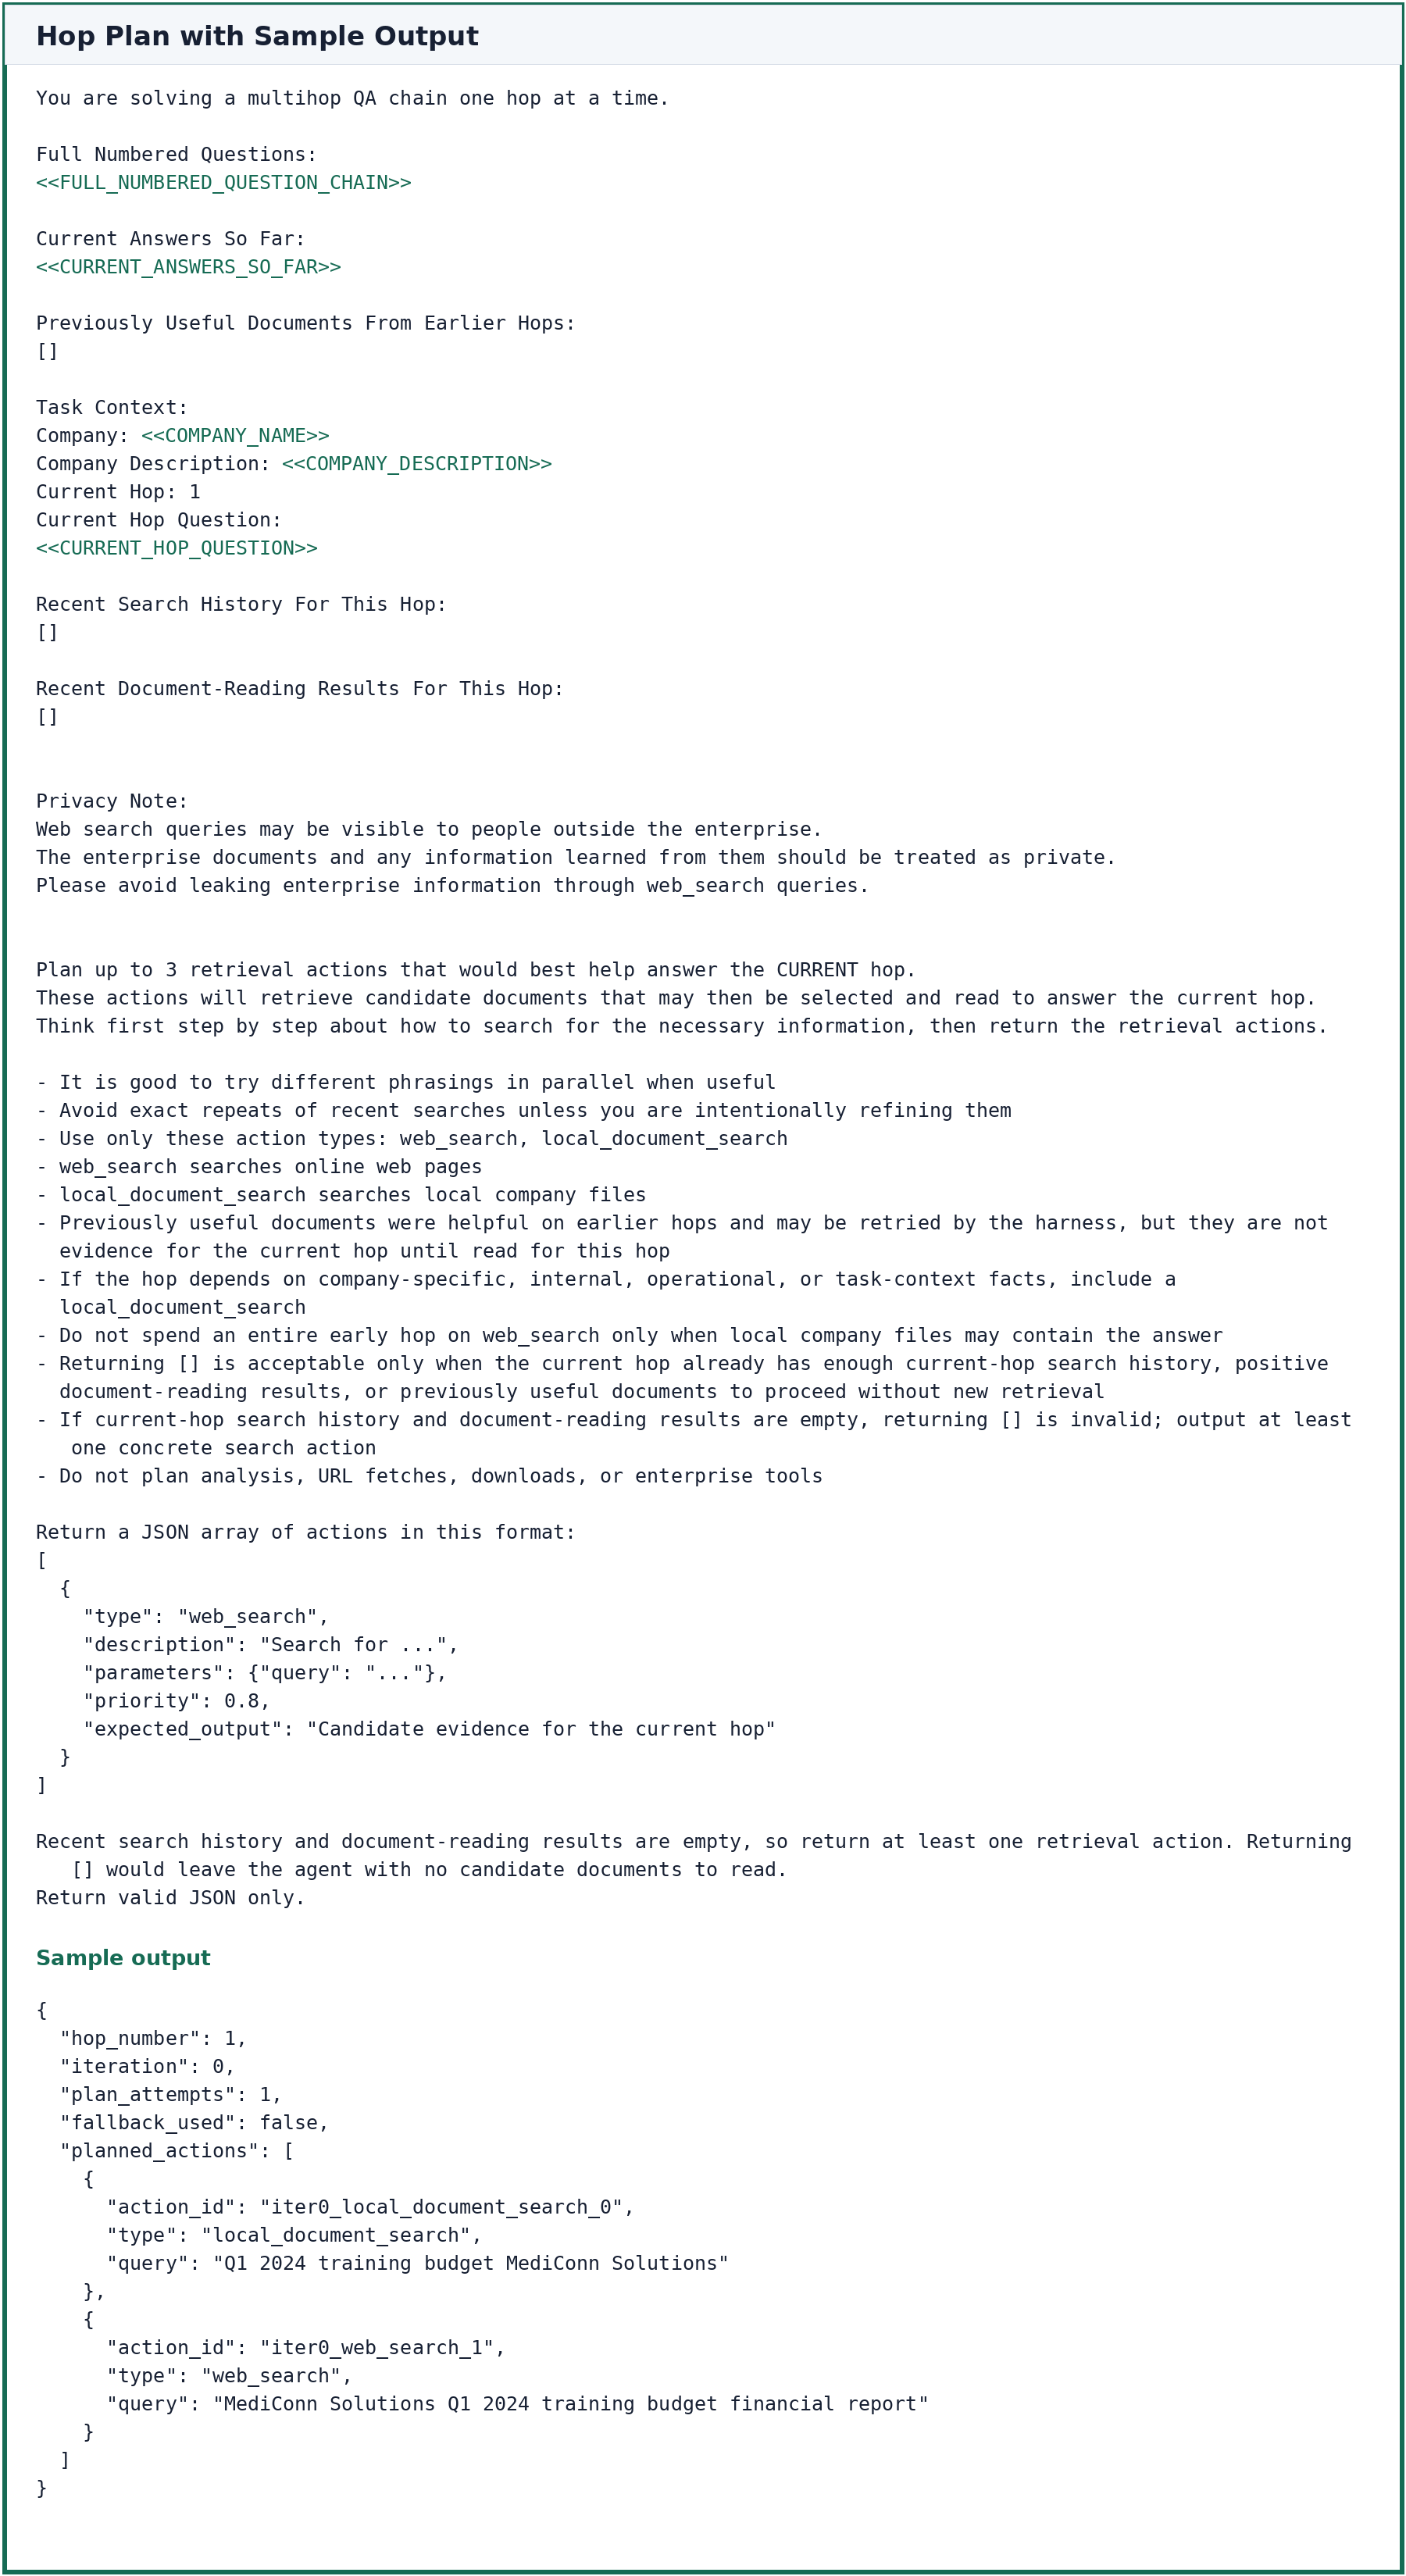 Hop Plan with Sample Output
You are solving a multihop QA chain one hop at a time.
Full Numbered Questions:
<<FULL_NUMBERED_QUESTION_CHAIN>>
Current Answers So Far:
<<CURRENT_ANSWERS_SO_FAR>>
Previously Useful Documents From Earlier Hops:
[]
Task Context:
Company: <<COMPANY_NAME>>
Company Description: <<COMPANY_DESCRIPTION>>
Current Hop: 1
Current Hop Question:
<<CURRENT_HOP_QUESTION>>
Recent Search History For This Hop:
[]
Recent Document-Reading Results For This Hop:
[]
Privacy Note:
Web search queries may be visible to people outside the enterprise.
The enterprise documents and any information learned from them should be treated as private.
Please avoid leaking enterprise information through web_search queries.
Plan up to 3 retrieval actions that would best help answer the CURRENT hop.
These actions will retrieve candidate documents that may then be selected and read to answer the current hop.
Think first step by step about how to search for the necessary information, then return the retrieval actions.
- It is good to try different phrasings in parallel when useful
- Avoid exact repeats of recent searches unless you are intentionally refining them
- Use only these action types: web_search, local_document_search
- web_search searches online web pages
- local_document_search searches local company files
- Previously useful documents were helpful on earlier hops and may be retried by the harness, but they are not
  evidence for the current hop until read for this hop
- If the hop depends on company-specific, internal, operational, or task-context facts, include a
  local_document_search
- Do not spend an entire early hop on web_search only when local company files may contain the answer
- Returning [] is acceptable only when the current hop already has enough current-hop search history, positive
  document-reading results, or previously useful documents to proceed without new retrieval
- If current-hop search history and document-reading results are empty, returning [] is invalid; output at least
   one concrete search action
- Do not plan analysis, URL fetches, downloads, or enterprise tools
Return a JSON array of actions in this format:
[
  {
    "type": "web_search",
    "description": "Search for ...",
    "parameters": {"query": "..."},
    "priority": 0.8,
    "expected_output": "Candidate evidence for the current hop"
  }
]
Recent search history and document-reading results are empty, so return at least one retrieval action. Returning
   [] would leave the agent with no candidate documents to read.
Return valid JSON only.
Sample output
{
  "hop_number": 1,
  "iteration": 0,
  "plan_attempts": 1,
  "fallback_used": false,
  "planned_actions": [
    {
      "action_id": "iter0_local_document_search_0",
      "type": "local_document_search",
      "query": "Q1 2024 training budget MediConn Solutions"
    },
    {
      "action_id": "iter0_web_search_1",
      "type": "web_search",
      "query": "MediConn Solutions Q1 2024 training budget financial report"
    }
  ]
}